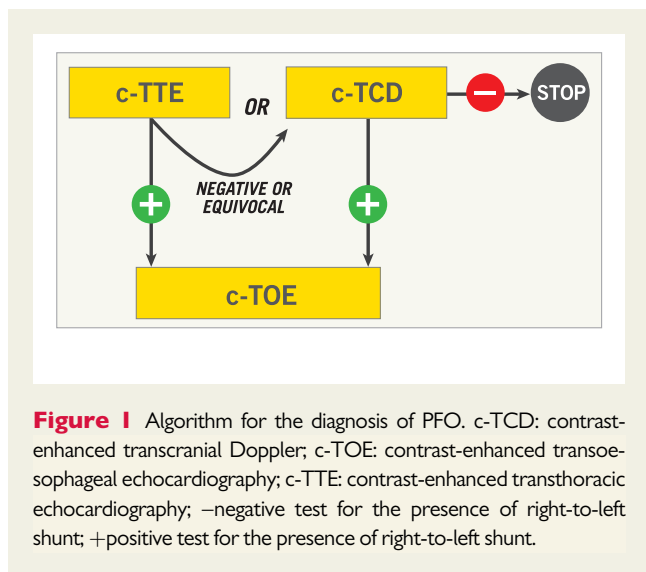 c-TTE
OR
c-TCD
STOP
NEGATIVE OR
EQUIVOCAL
c-TOE
Figure 1 Algorithm for the diagnosis of PFO. c-TCD: contrast-
enhanced transcranial Doppler; c-TOE: contrast-enhanced transoe-
sophageal echocardiography; c-TTE: contrast-enhanced transthoracic
echocardiography; −negative test for the presence of right-to-left
shunt; +positive test for the presence of right-to-left shunt.